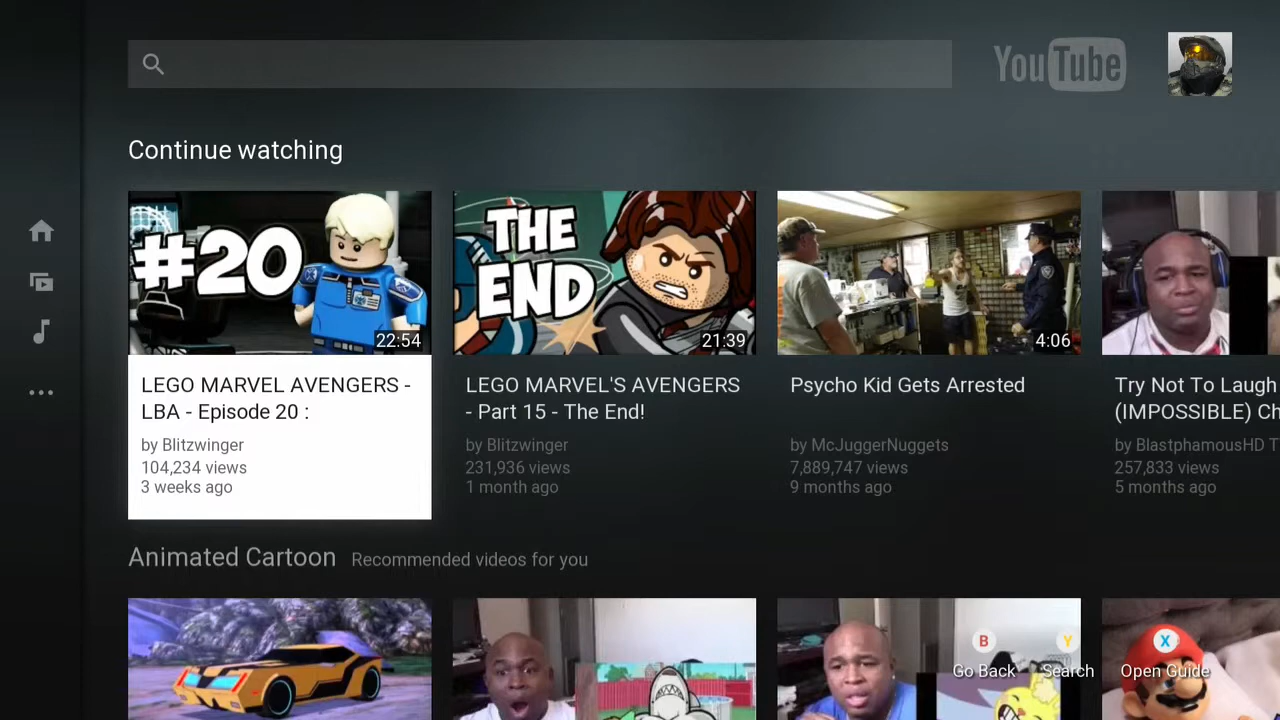 YouTube
Continue watching
#20
22:54
THE
END
21:39
4:06
LEGO MARVEL AVENGERS -
LBA - Episode 20 :
by Blitzwinger
104,234 views
3 weeks ago
LEGO MARVEL'S AVENGERS
- Part 15 - The End!
by Blitzwinger
231,936 views
1 month ago
Psycho Kid Gets Arrested
by McJuggerNuggets
7,889,747 views
9 months ago
Try Not To Laugh
(IMPOSSIBLE) Ch
by BlastphamousHD T
257,833 views
5 months ago
Animated Cartoon Recommended videos for you
B Y X
Go Back Search Open Guide